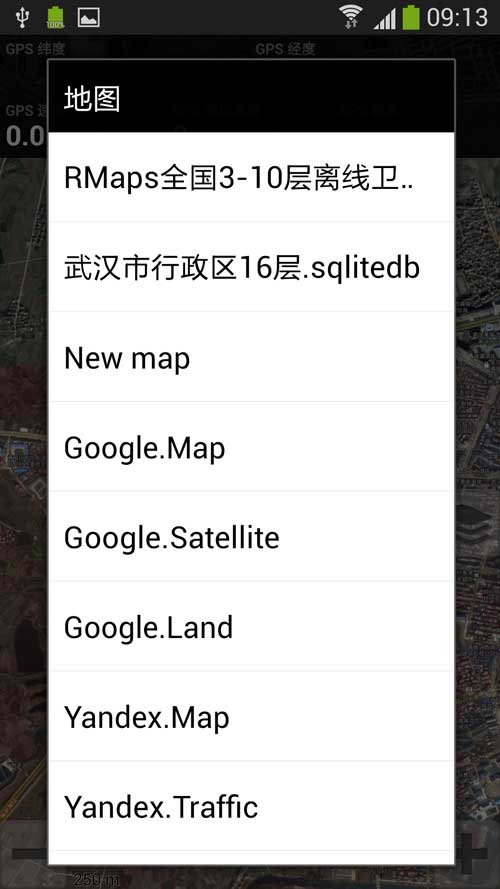 100%
09:13
GPS 纬度
GPS 经度
0.0
地图
RMaps全国3-10层离线卫..
武汉市行政区16层.sqlitedb
New map
Google.Map
Google.Satellite
Google.Land
Yandex.Map
Yandex.Traffic
250 m